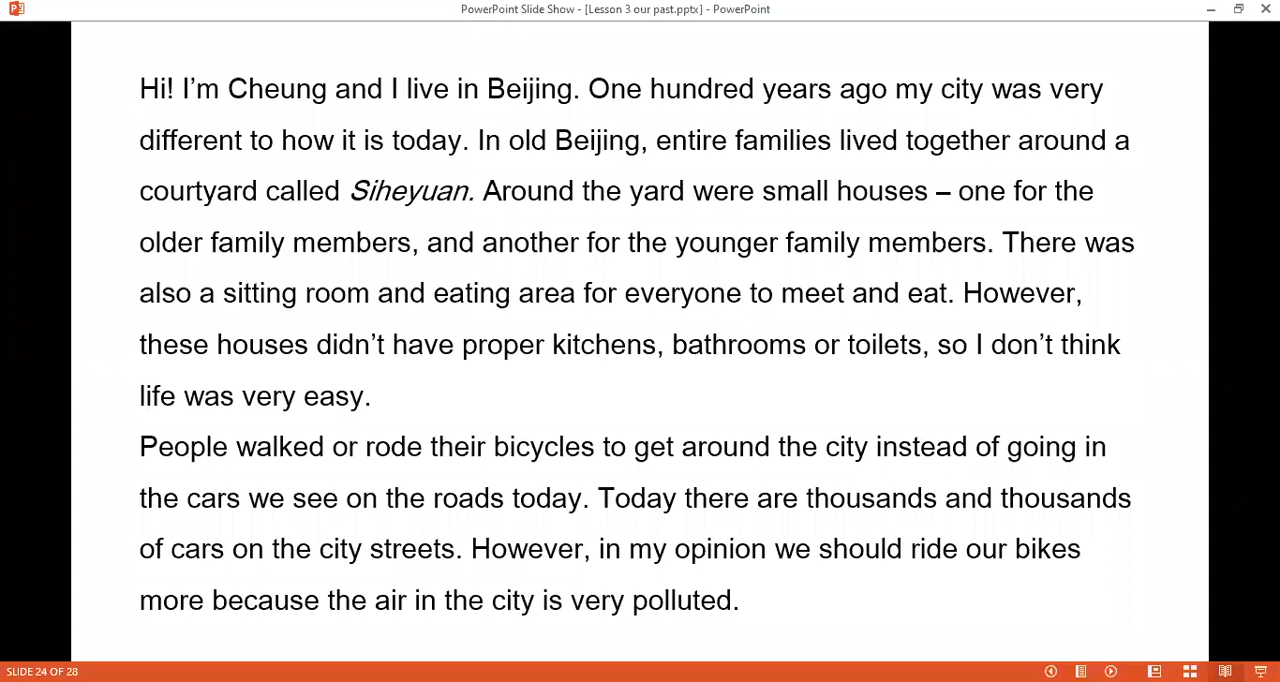 PowerPoint Slide Show - [Lesson 3 our past.pptx] - PowerPoint
Hi! I’m Cheung and I live in Beijing. One hundred years ago my city was very
different to how it is today. In old Beijing, entire families lived together around a
courtyard called Siheyuan. Around the yard were small houses – one for the
older family members, and another for the younger family members. There was
also a sitting room and eating area for everyone to meet and eat. However,
these houses didn’t have proper kitchens, bathrooms or toilets, so I don’t think
life was very easy.
People walked or rode their bicycles to get around the city instead of going in
the cars we see on the roads today. Today there are thousands and thousands
of cars on the city streets. However, in my opinion we should ride our bikes
more because the air in the city is very polluted.
SLIDE 24 OF 28